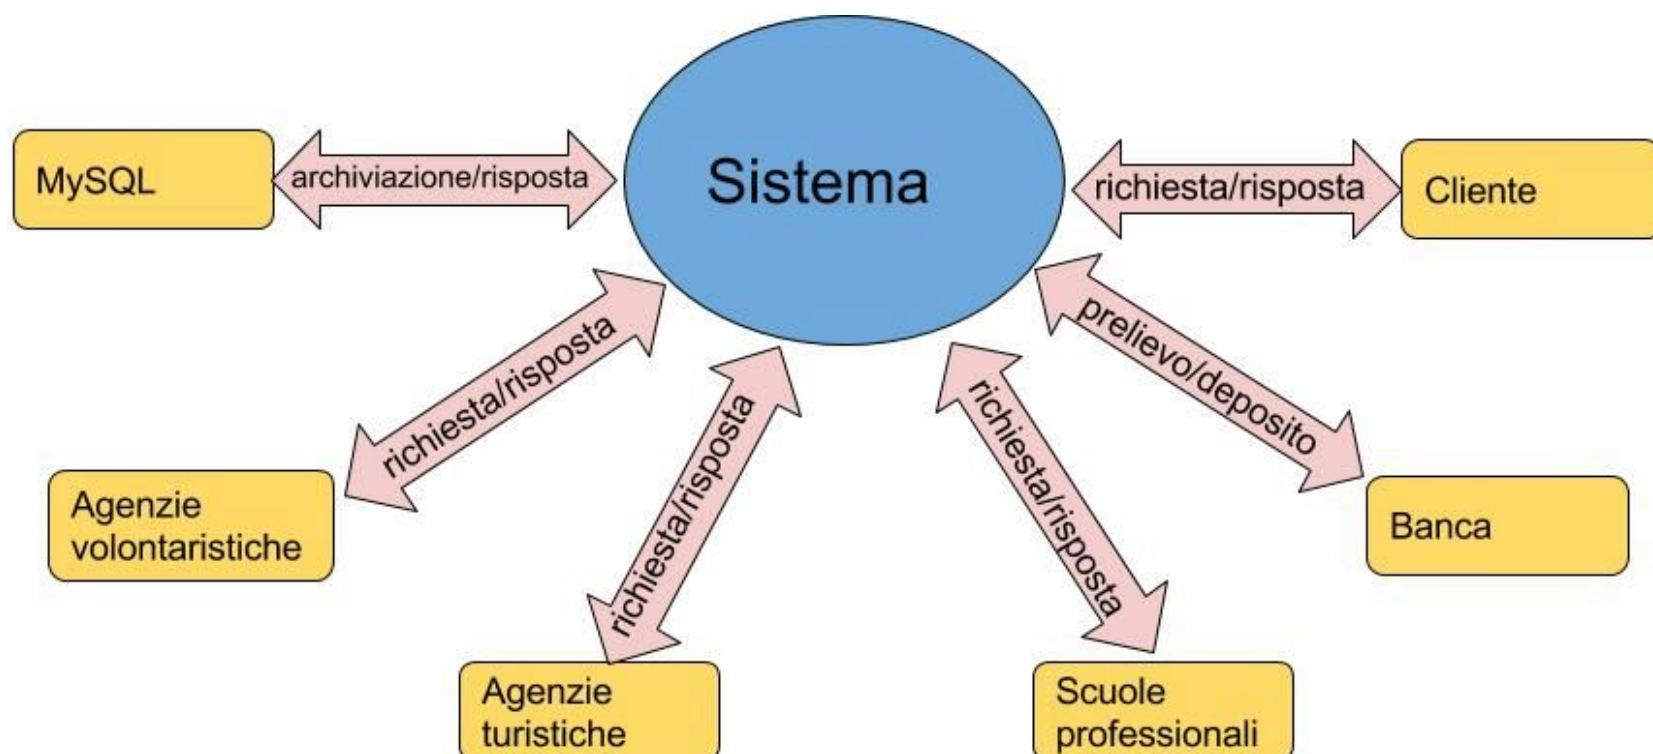 Sistema
MySQL
archiviazione/risposta
richiesta/risposta
Cliente
richiesta/risposta
prelievo/deposito
richiesta/risposta
richiesta/risposta
Agenzie
volontaristiche
Banca
Agenzie
turistiche
Scuole
professionali